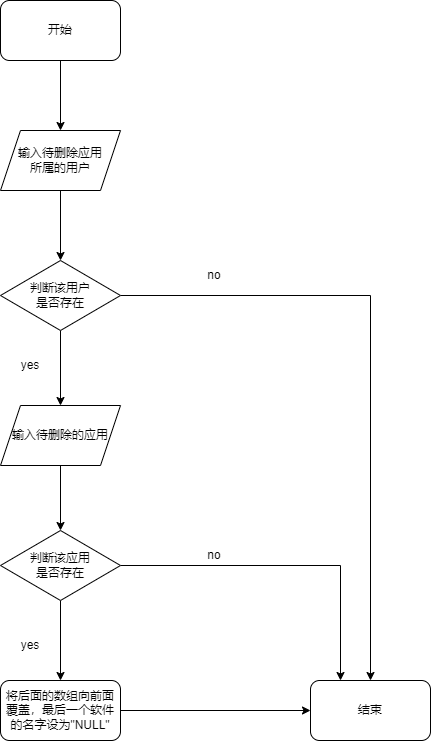 开始
输入待删除应用
所属的用户
no
判断该用户
是否存在
yes
输入待删除的应用
no
判断该应用
是否存在
yes
将后面的数组向前面
覆盖，最后一个软件
的名字设为"NULL"
结束